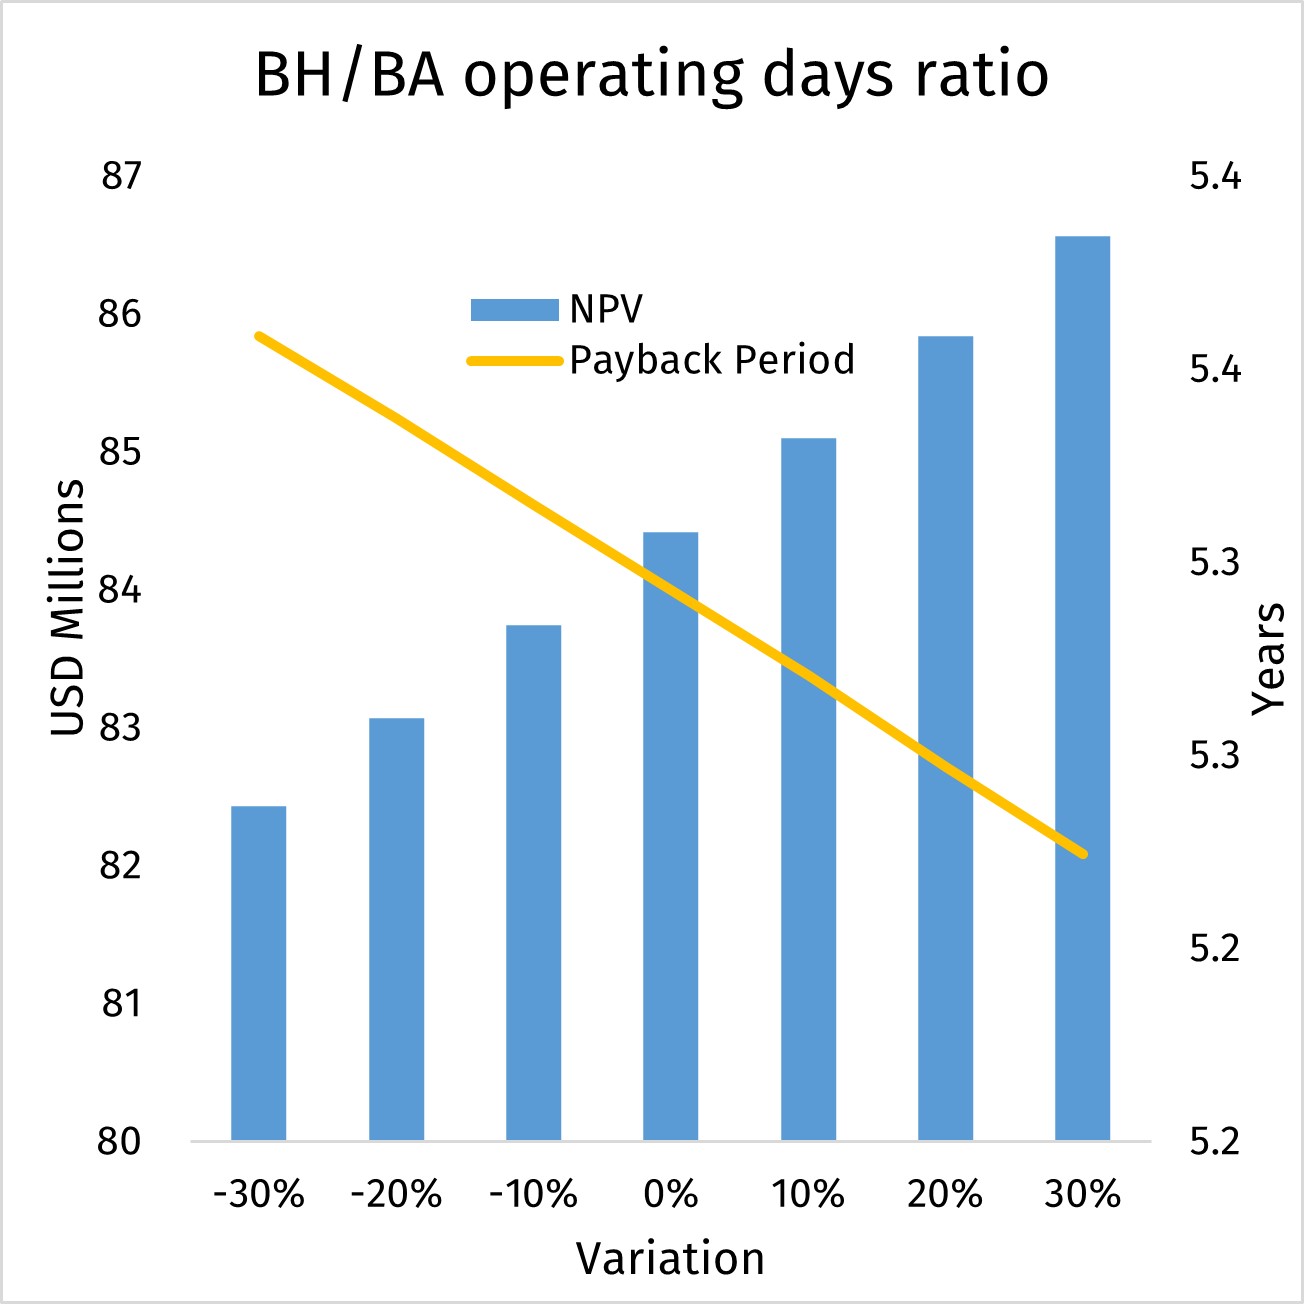 BH/BA operating days ratio
87
86
85
84
83
82
81
80
USD Millions
NPV
Payback Period
5.4
5.4
5.3
5.3
5.2
5.2
Years
-30% -20% -10% 0% 10% 20% 30%
Variation